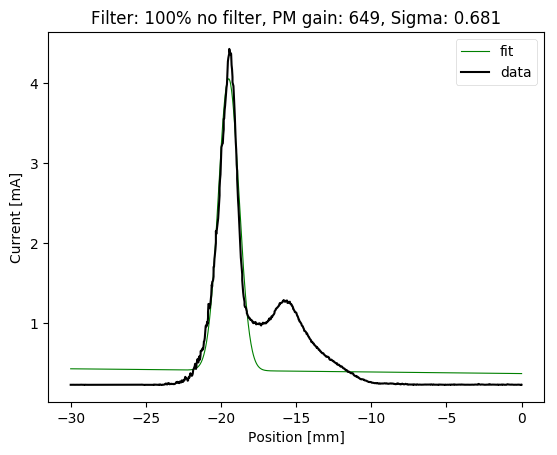 Filter: 100% no filter, PM gain: 649, Sigma: 0.681
fit
data
Current [mA]
4
3
2
1
−30 −25 −20 −15 −10 −5 0
Position [mm]